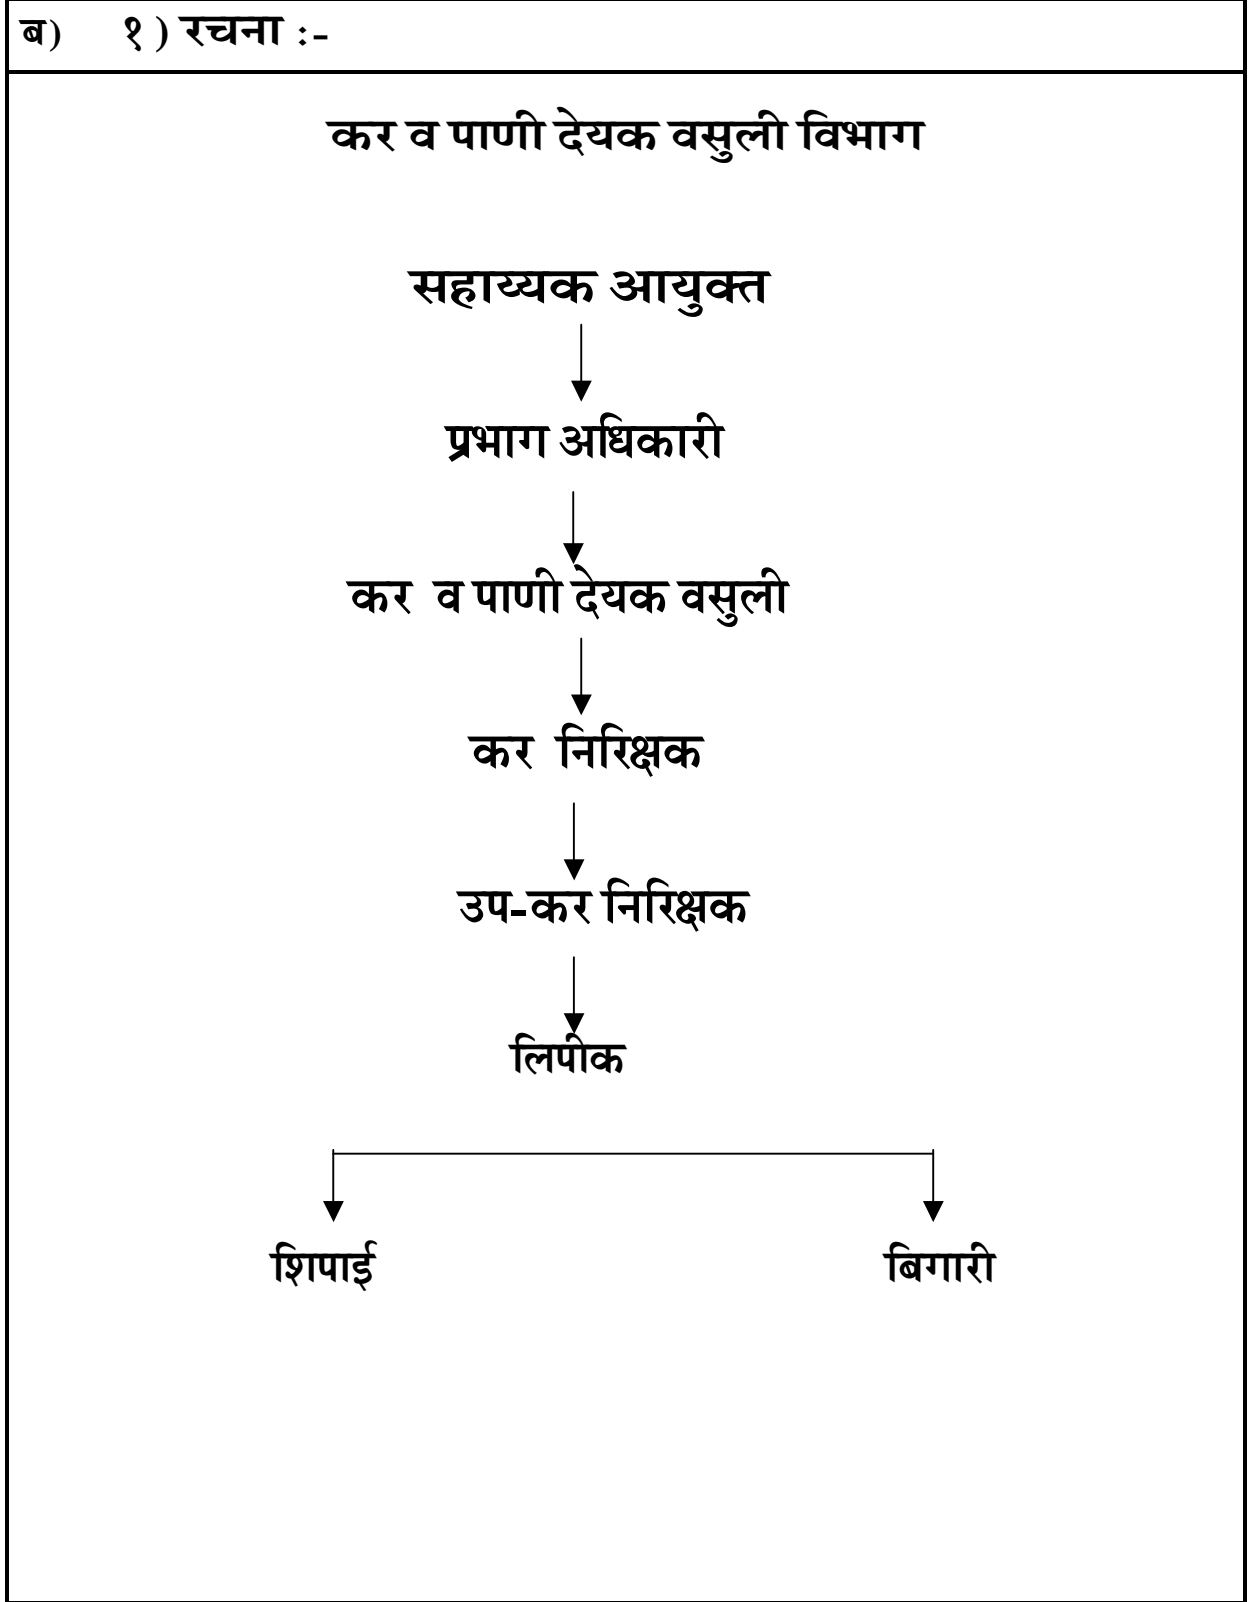 ब) १) रचना :-
कर व पाणी देयक वसुली विभाग
सहाय्यक आयुक्त
प्रभाग अधिकारी
कर व पाणी देयक वसुली
कर निरिक्षक
उप-कर निरिक्षक
लिपीक
शिपाई बिगारी